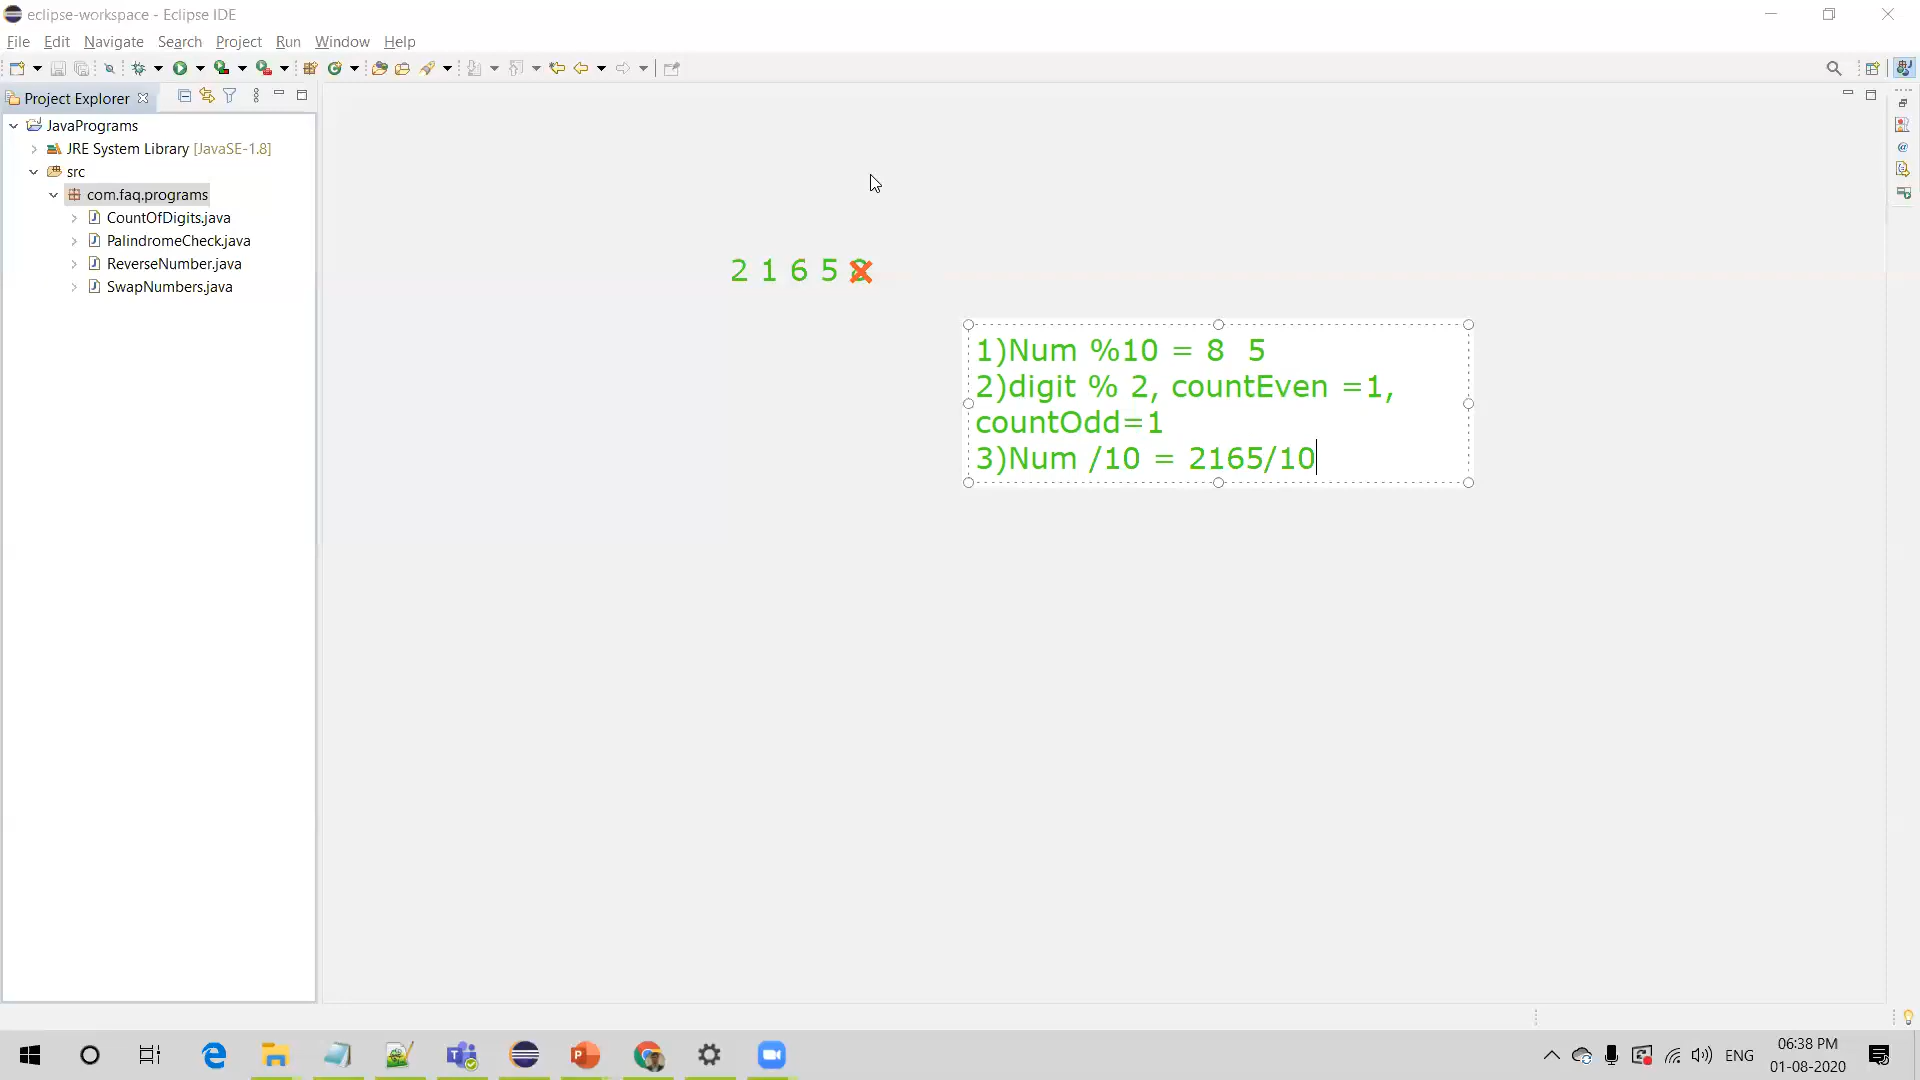 eclipse-workspace - Eclipse IDE
File Edit Navigate Search Project Run Window Help
Project Explorer
JavaPrograms
JRE System Library [JavaSE-1.8]
src
com.faq.programs
CountOfDigits.java
PalindromeCheck.java
ReverseNumber.java
SwapNumbers.java
2 1 6 5
1)Num %10 = 8 5
2)digit % 2, countEven =1,
countOdd=1
3)Num /10 = 2165/10
ENG
06:38 PM
01-08-2020